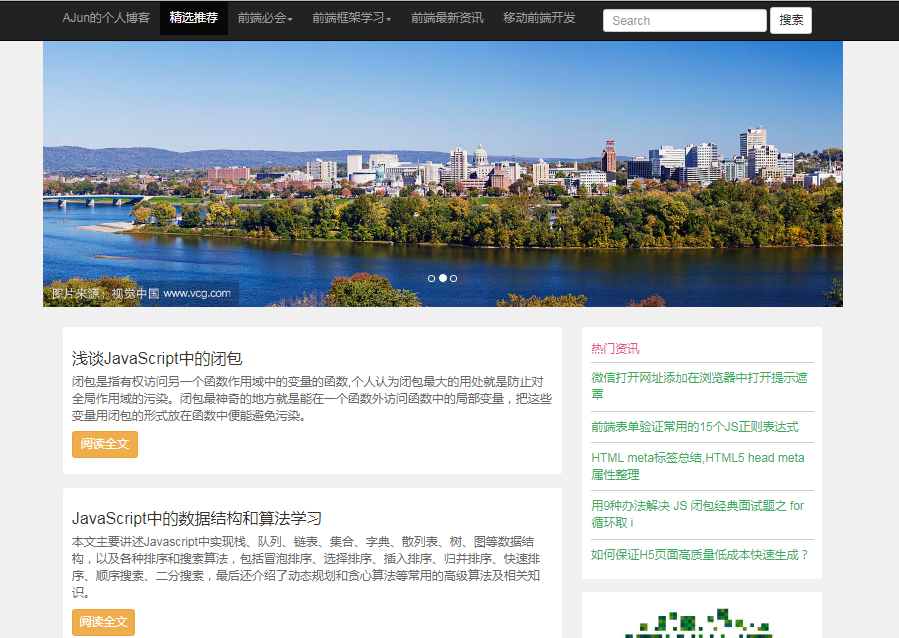 AJun的个人博客 精选推荐 前端必会 前端框架学习 前端最新资讯 移动前端开发 Search 搜索
图片来源：视觉中国 www.vcg.com
浅谈JavaScript中的闭包
闭包是指有权访问另一个函数作用域中的变量的函数,个人认为闭包最大的用处就是防止对
全局作用域的污染。闭包最神奇的地方就是能在一个函数外访问函数中的局部变量，把这些
变量用闭包的形式放在函数中便能避免污染。
阅读全文
JavaScript中的数据结构和算法学习
本文主要讲述Javascript中实现栈、队列、链表、集合、字典、散列表、树、图等数据结
构，以及各种排序和搜索算法，包括冒泡排序、选择排序、插入排序、归并排序、快速排
序、顺序搜索、二分搜索，最后还介绍了动态规划和贪心算法等常用的高级算法及相关知
识。
阅读全文
热门资讯
微信打开网址添加在浏览器中打开提示遮
罩
前端表单验证常用的15个JS正则表达式
HTML meta标签总结,HTML5 head meta
属性整理
用9种办法解决 JS 闭包经典面试题之 for
循环取 i
如何保证H5页面高质量低成本快速生成？